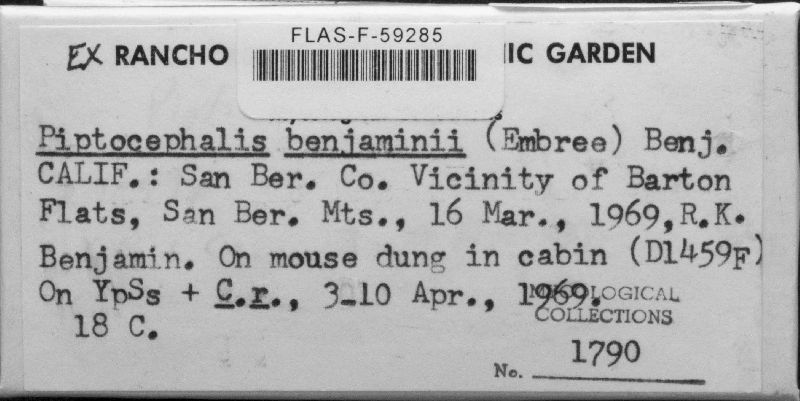 FLAS-F-59285
EX RANCHO IC GARDEN
Piptocephalis benjaminii (Embree) Benj.
CALIF.: San Ber. Co. Vicinity of Barton
Flats, San Ber. Mts., 16 Mar., 1969,R.K.
Benjamin. On mouse dung in cabin (D1459F)
On YpSs + C.r., 3-10 Apr., 1969.
18 C.
COLLECTIONS
1790
No.